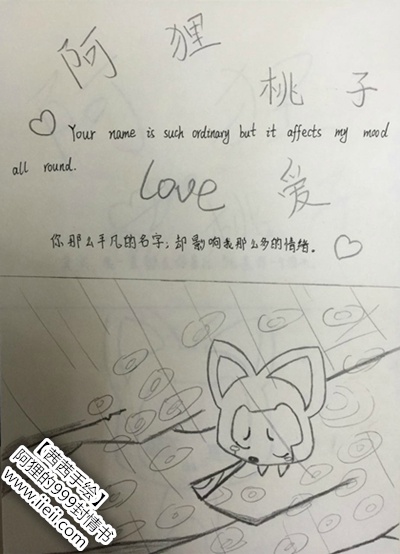 阿狸
桃子
Your name is such ordinary but it affects my mood
all round.
Love 爱
你那么平凡的名字，却影响我那么多的情绪。
【茜茜手绘】
阿狸的999封情书
www.iieii.com